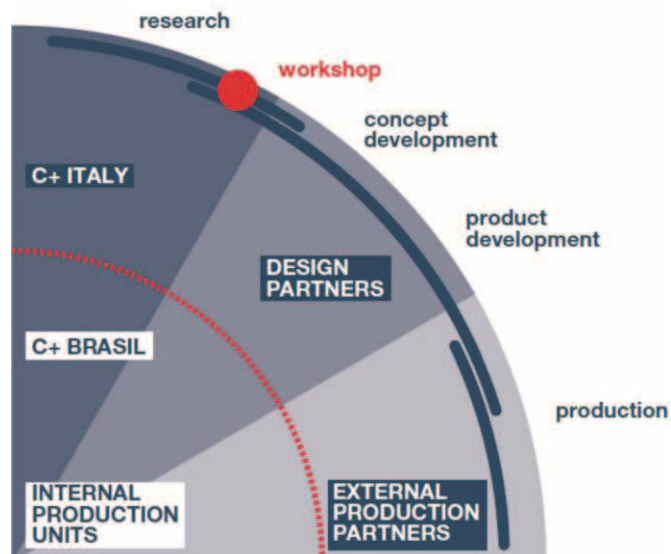 research
workshop
concept
development
C+ ITALY
product
development
DESIGN
PARTNERS
C+ BRASIL
production
INTERNAL
PRODUCTION
UNITS
EXTERNAL
PRODUCTION
PARTNERS